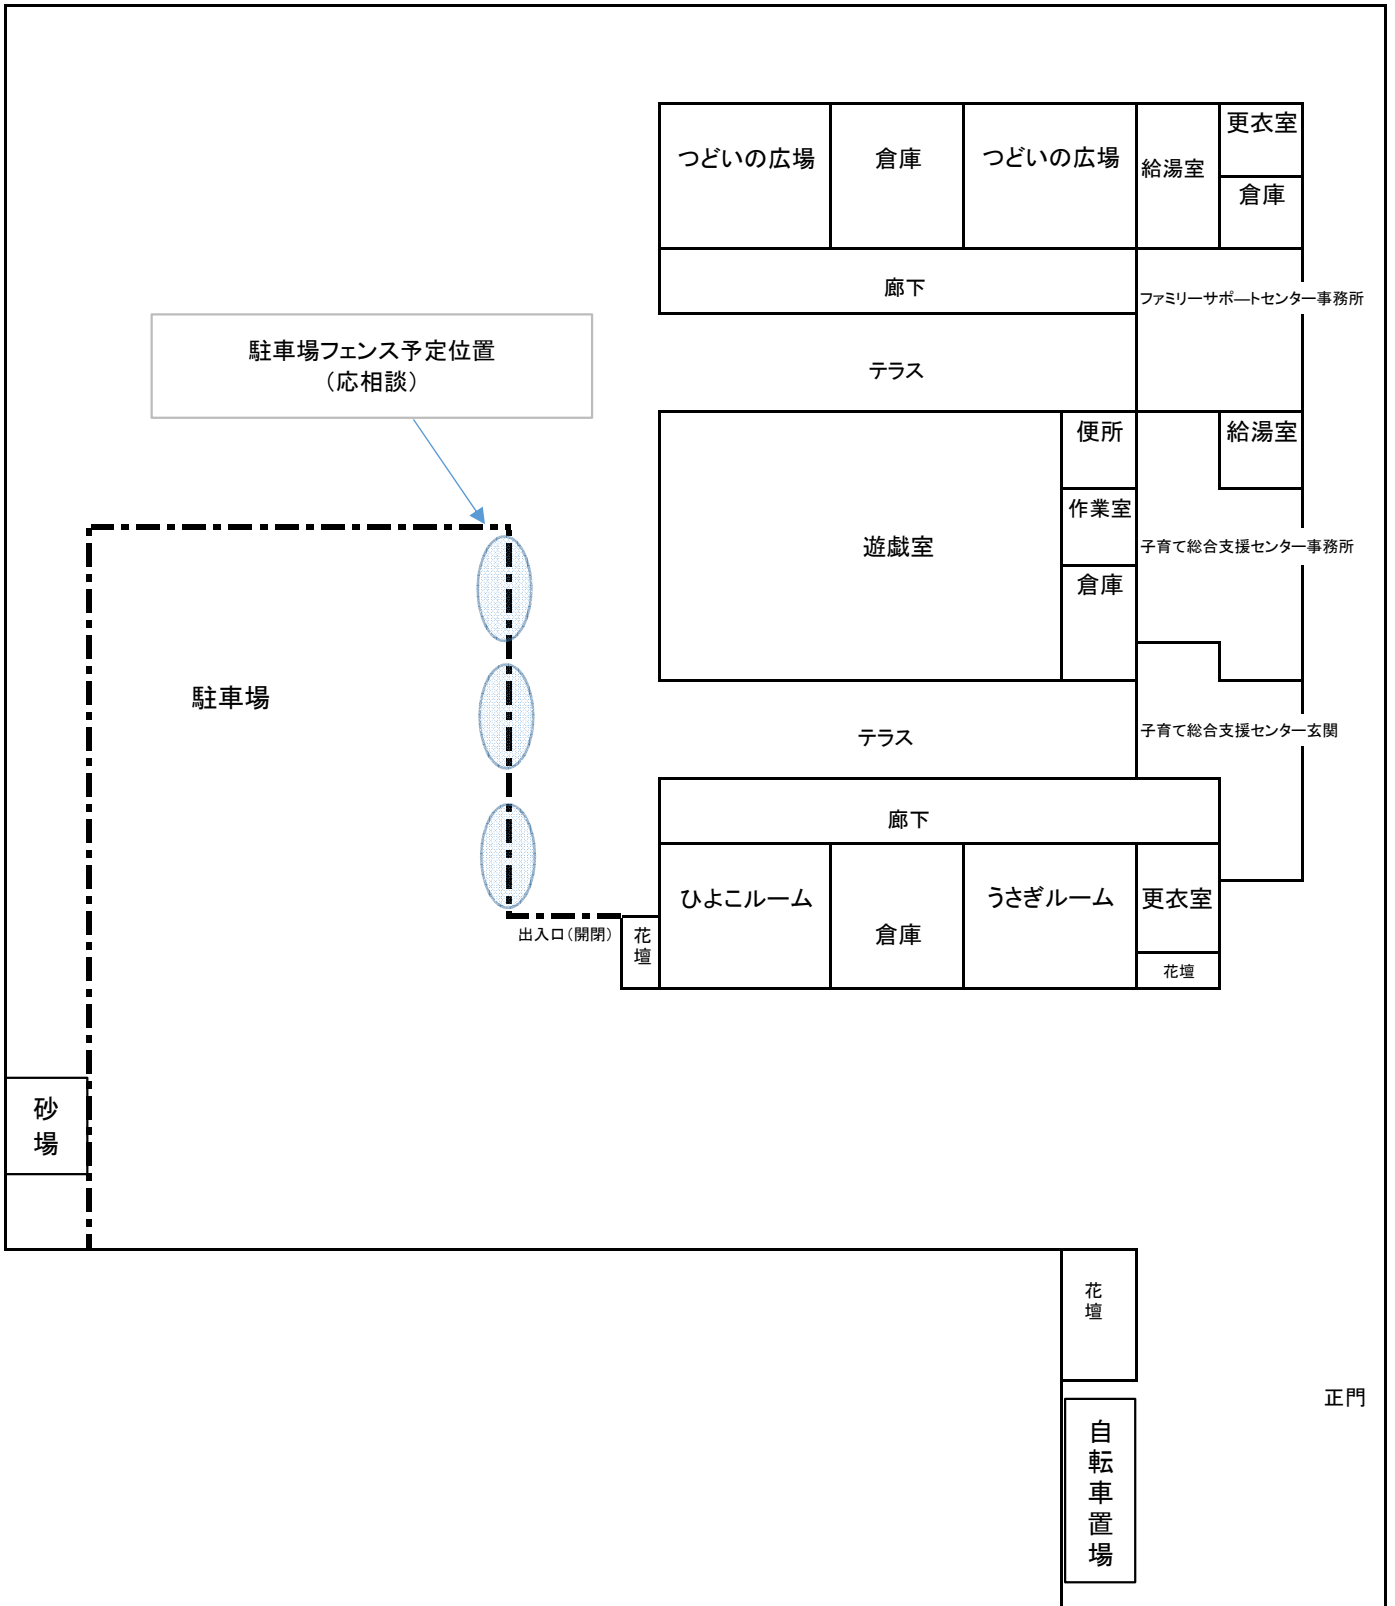 更衣室
つどいの広場
倉庫
つどいの広場
給湯室
倉庫
廊下
ファミリーサポートセンター事務所
駐車場フェンス予定位置
（応相談）
テラス
便所
給湯室
作業室
遊戯室
子育て総合支援センター事務所
倉庫
駐車場
テラス
子育て総合支援センター玄関
廊下
ひよこルーム
うさぎルーム
更衣室
倉庫
出入口（開閉）
花
壇
花壇
砂
場
花
壇
正門
自
転
車
置
場